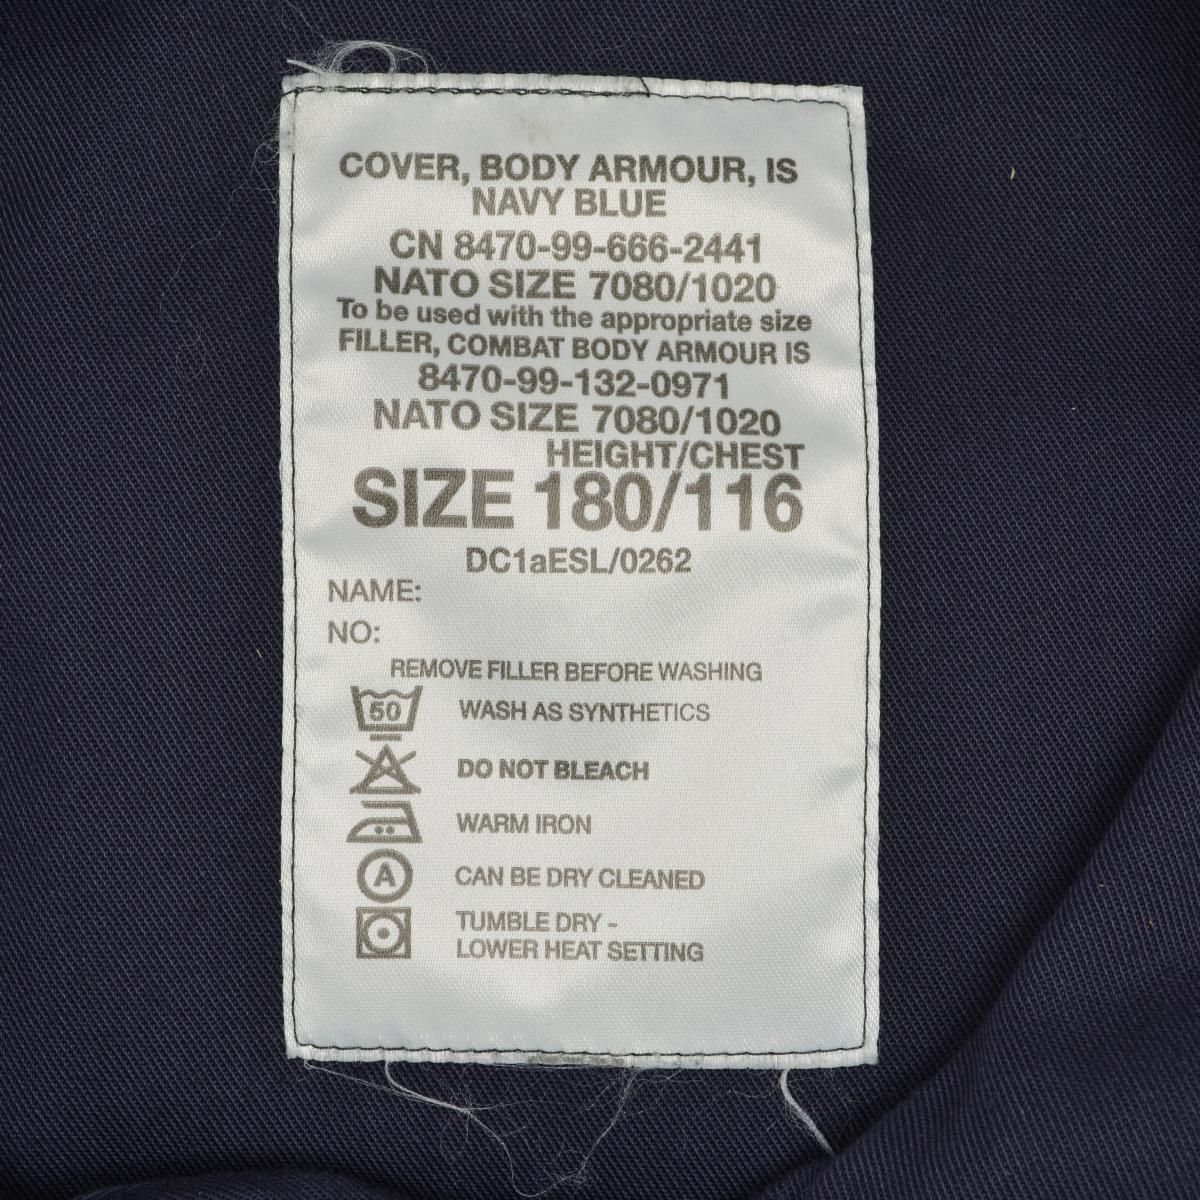 COVER, BODY ARMOUR, IS
NAVY BLUE
CN 8470-99-666-2441
NATO SIZE 7080/1020
To be used with the appropriate size
FILLER, COMBAT BODY ARMOUR IS
8470-99-132-0971
NATO SIZE 7080/1020
HEIGHT/CHEST
SIZE 180/116
DC1aESL/0262
NAME:
NO:
REMOVE FILLER BEFORE WASHING
50 WASH AS SYNTHETICS
DO NOT BLEACH
WARM IRON
A CAN BE DRY CLEANED
TUMBLE DRY -
LOWER HEAT SETTING